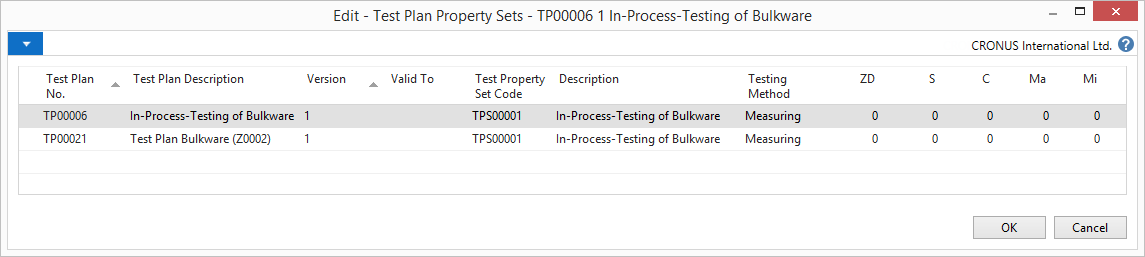 Edit - Test Plan Property Sets - TP00006 1 In-Process-Testing of Bulkware
CRONUS International Ltd.
Test Plan No. Test Plan Description Version Valid To Test Property Set Code Description Testing Method ZD S C Ma Mi
TP00006 In-Process-Testing of Bulkware 1 TPS00001 In-Process-Testing of Bulkware Measuring 0 0 0 0 0
TP00021 Test Plan Bulkware (Z0002) 1 TPS00001 In-Process-Testing of Bulkware Measuring 0 0 0 0 0
OK Cancel